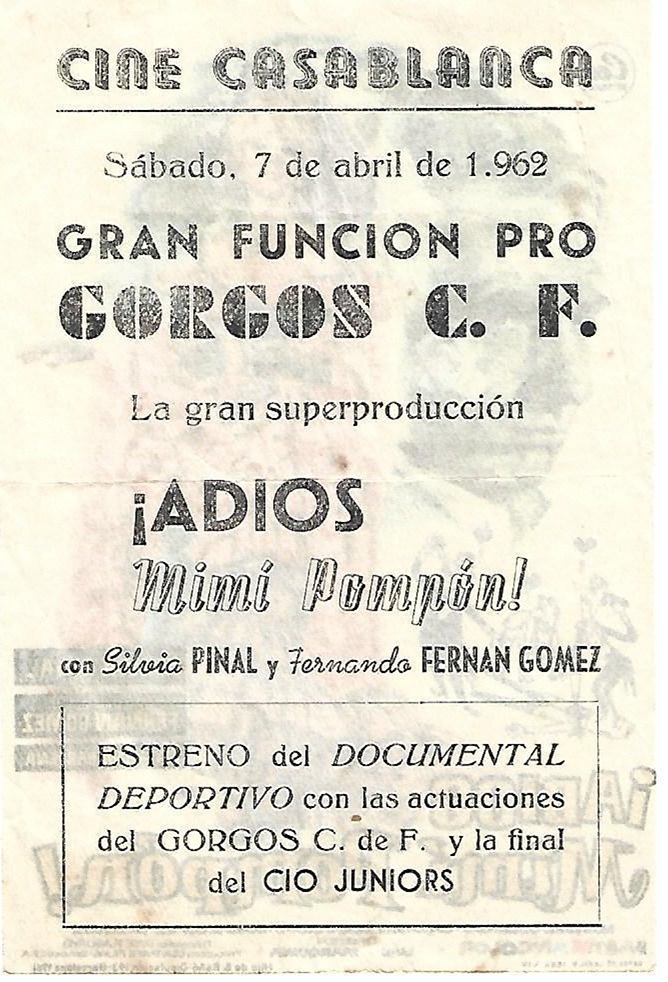 CINE CASABLANCA
Sábado, 7 de abril de 1.962
GRAN FUNCION PRO
GORGOS C. F.
La gran superproducción
¡ADIOS
Mimí Pompón!
con Silvia PINAL y Fernando FERNAN GOMEZ
ESTRENO del DOCUMENTAL
DEPORTIVO con las actuaciones
del GORGOS C. de F. y la final
del CIO JUNIORS